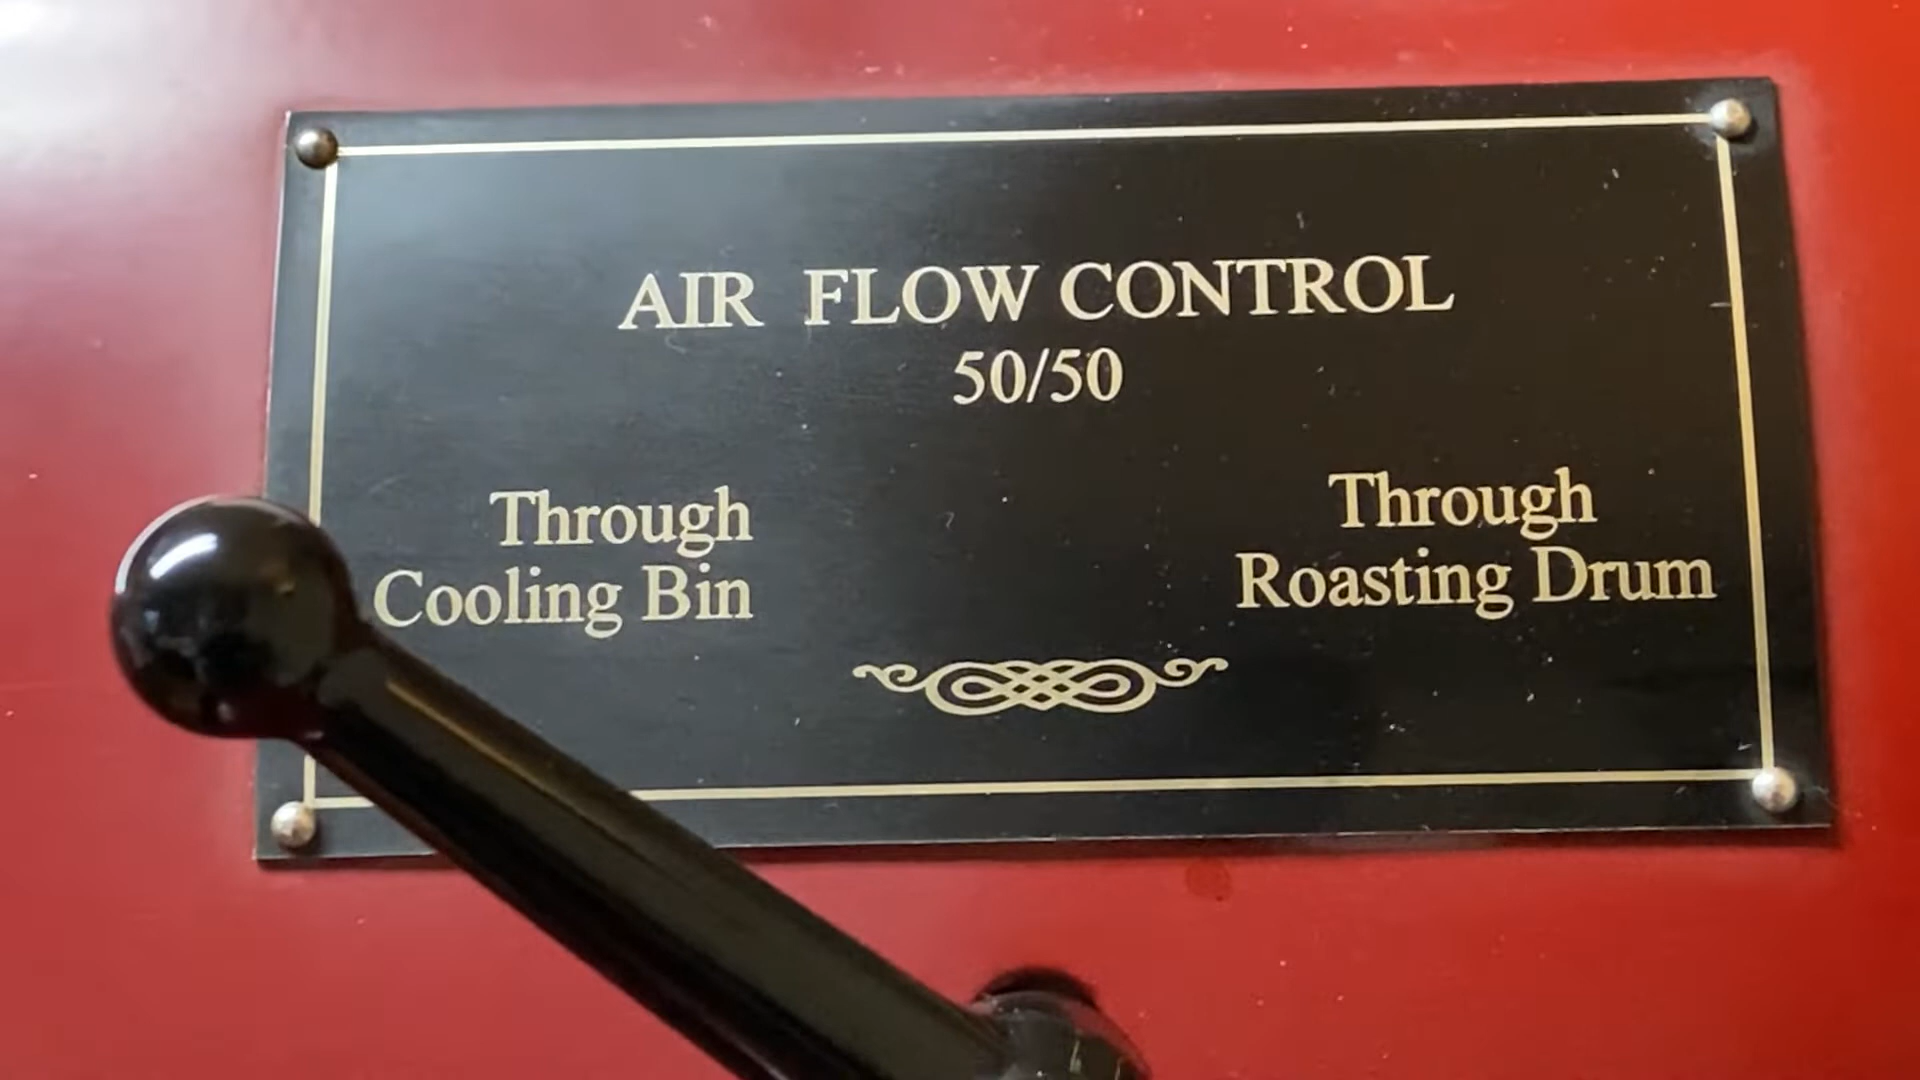 AIR FLOW CONTROL
50/50
Through
Cooling Bin
Through
Roasting Drum